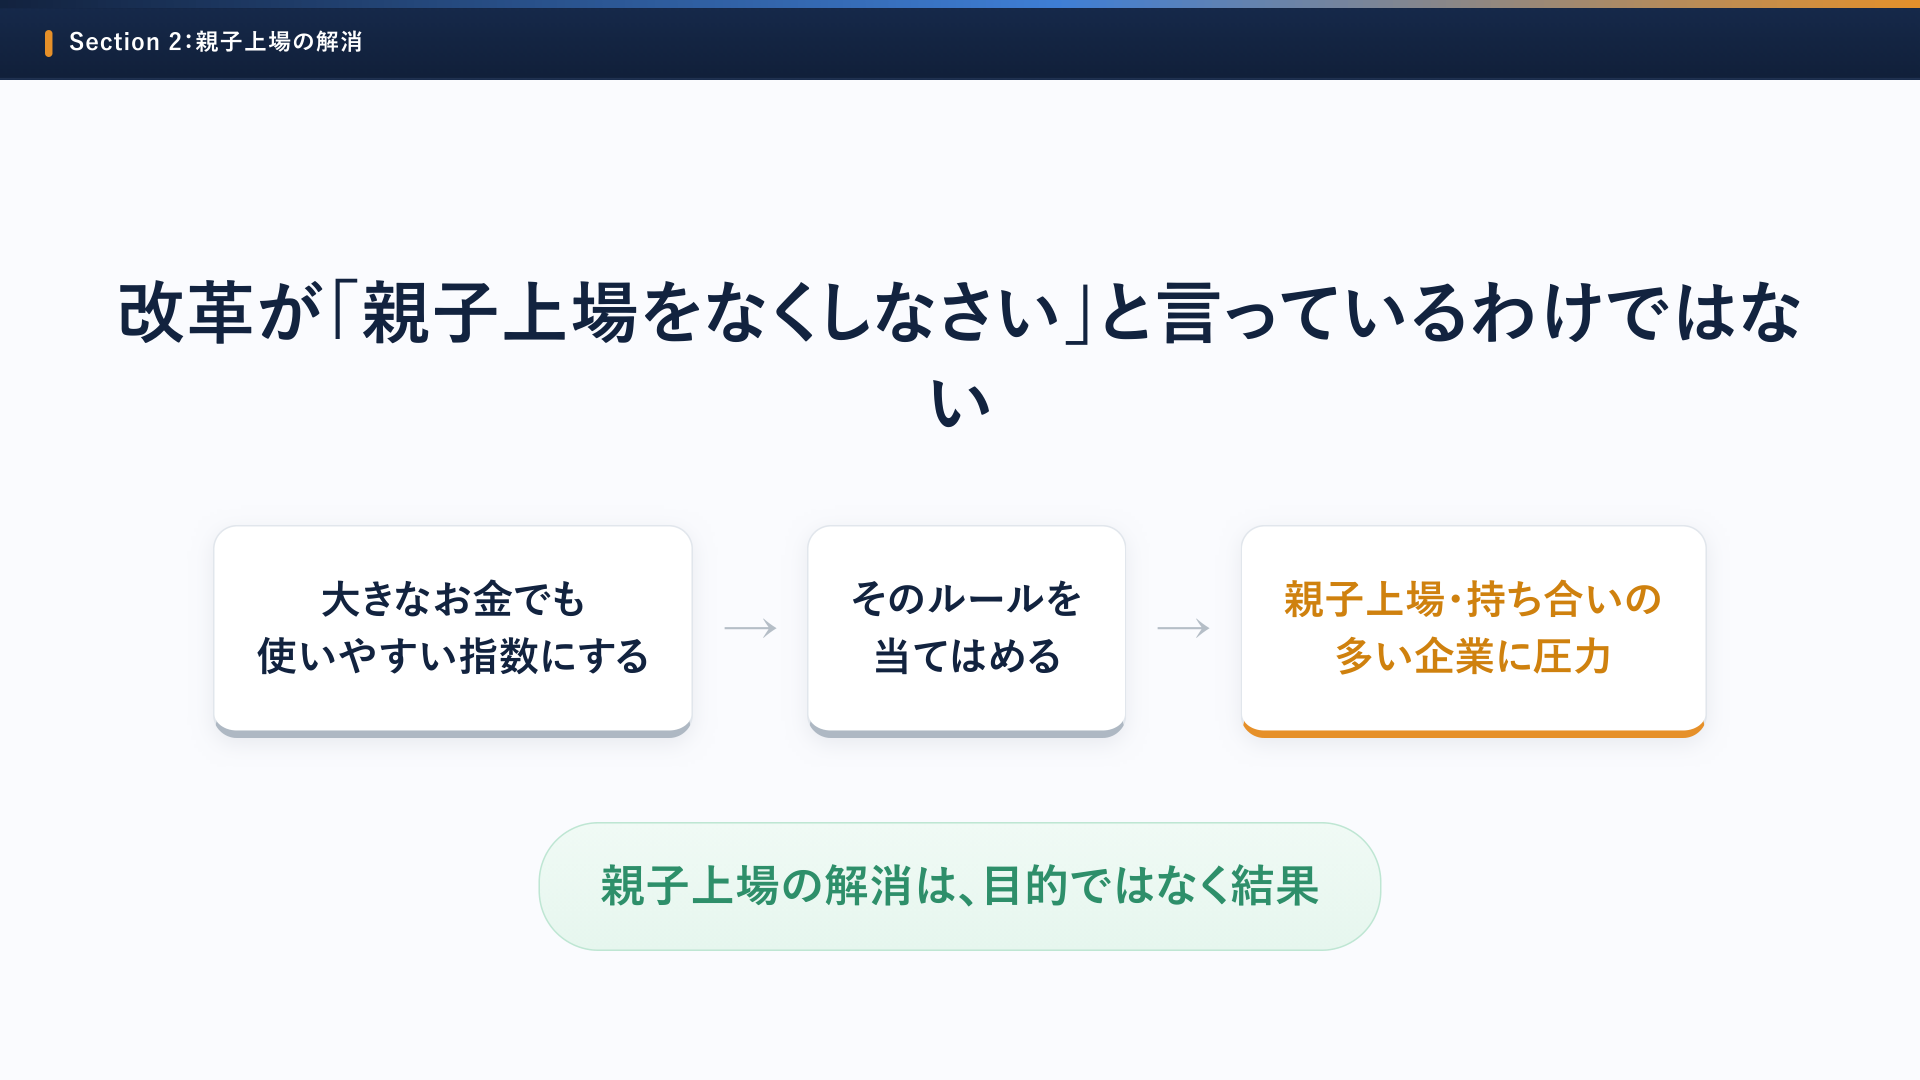 Section 2：親子上場の解消
改革が「親子上場をなくしなさい」と言っているわけではな
い
大きなお金でも
使いやすい指数にする
→
そのルールを
当てはめる
→
親子上場・持ち合いの
多い企業に圧力
親子上場の解消は、目的ではなく結果